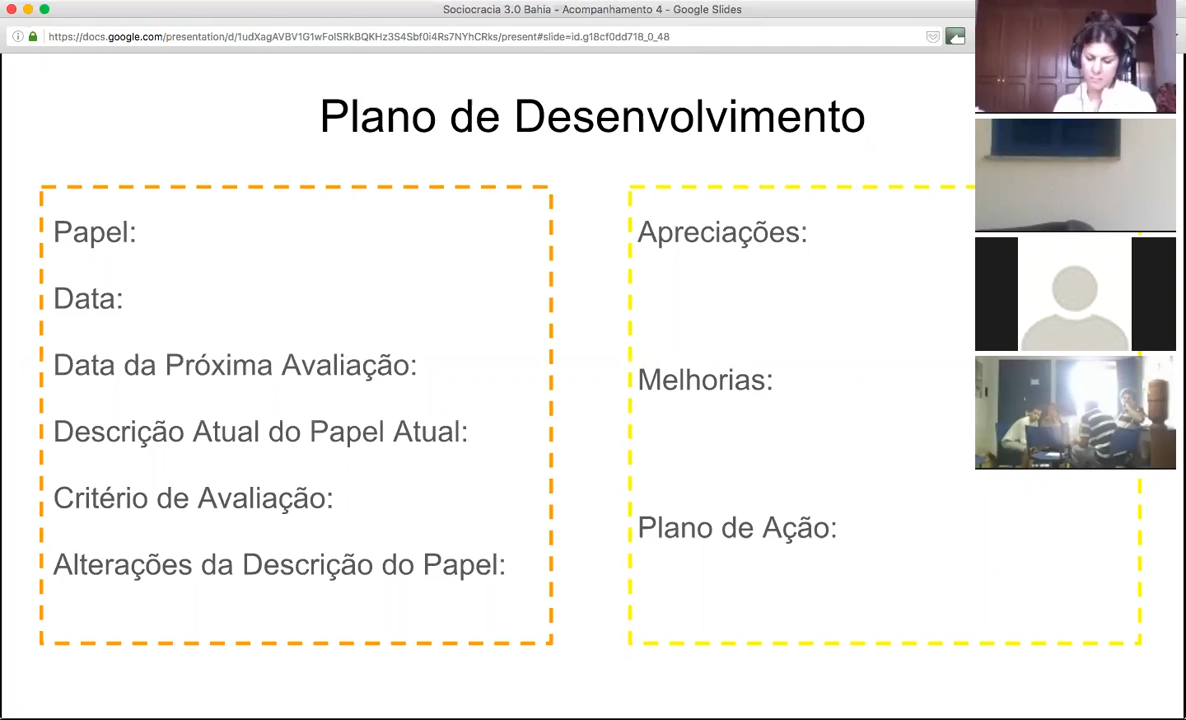 Sociocracia 3.0 Bahia - Acompanhamento 4 - Google Slides
https://docs.google.com/presentation/d/1udXagAVBV1G1wFoISRkBQKHz3S4Sbf0i4Rs7NYhCRks/present#slide=id.g18cf0dd718_0_48
Plano de Desenvolvimento
Papel:
Data:
Data da Próxima Avaliação:
Descrição Atual do Papel Atual:
Critério de Avaliação:
Alterações da Descrição do Papel:
Apreciações:
Melhorias:
Plano de Ação: